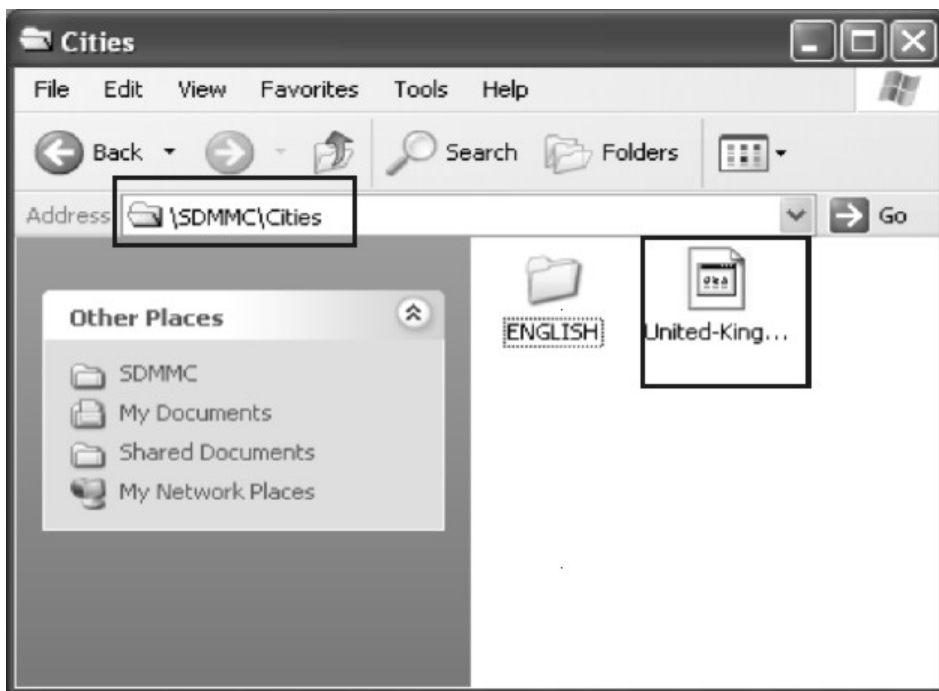 Cities
File Edit View Favorites Tools Help
Back Search Folders
Address \SDMMC\Cities Go
Other Places
SDMMC
My Documents
Shared Documents
My Network Places
ENGLISH
United-King...